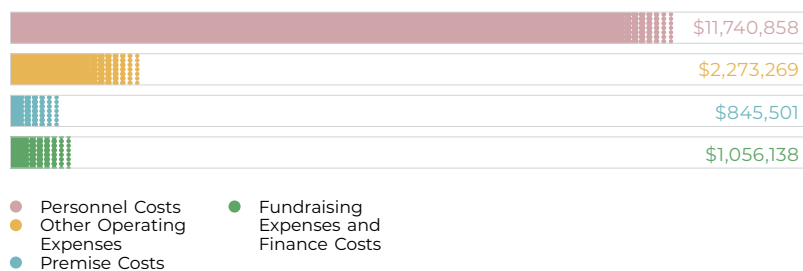 $11,740,858
$2,273,269
$845,501
$1,056,138
Personnel Costs
Other Operating
Expenses
Premise Costs
Fundraising
Expenses and
Finance Costs